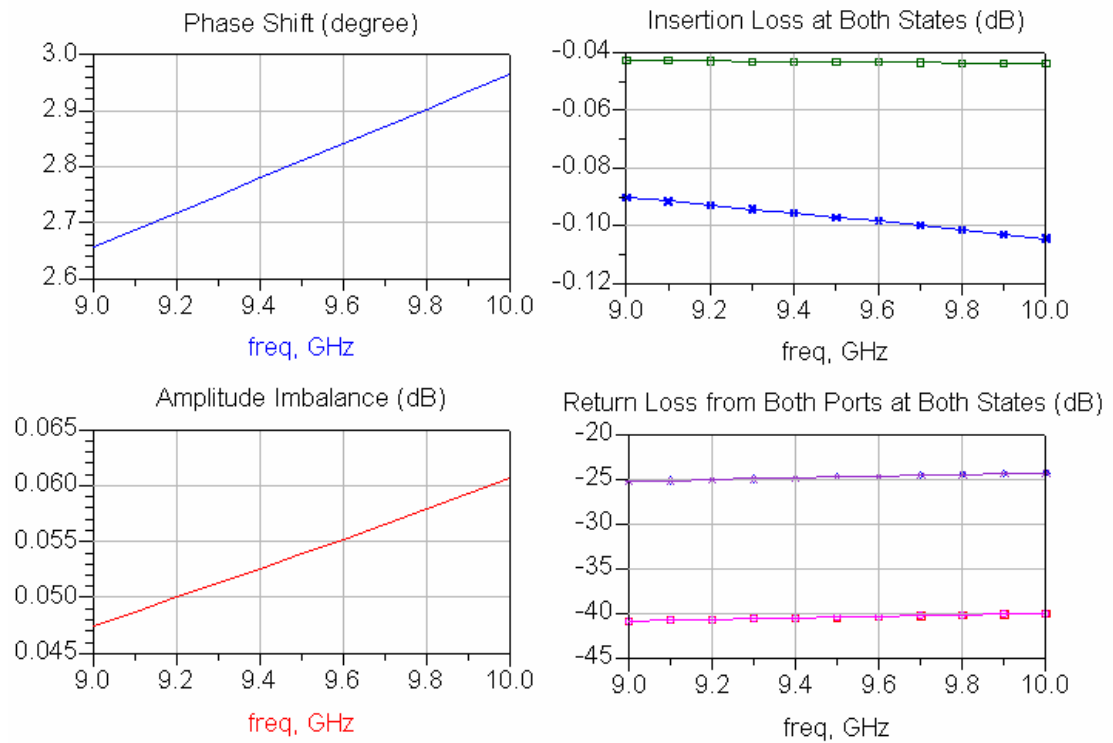 Phase Shift (degree)
3.0
2.9
2.8
2.7
2.6
9.0 9.2 9.4 9.6 9.8 10.0
freq, GHz
Insertion Loss at Both States (dB)
-0.04
-0.06
-0.08
-0.10
-0.12
9.0 9.2 9.4 9.6 9.8 10.0
freq, GHz
Amplitude Imbalance (dB)
0.065
0.060
0.055
0.050
0.045
9.0 9.2 9.4 9.6 9.8 10.0
freq, GHz
Return Loss from Both Ports at Both States (dB)
-20
-25
-30
-35
-40
-45
9.0 9.2 9.4 9.6 9.8 10.0
freq, GHz